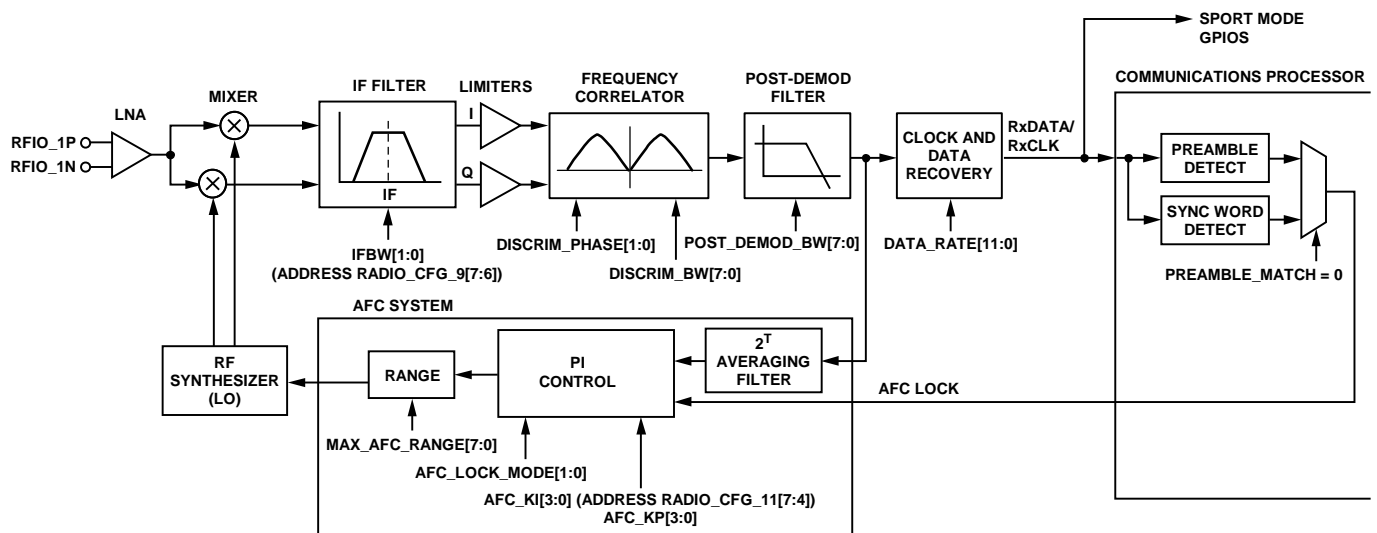 SPORT MODE
GPIOS
COMMUNICATIONS PROCESSOR
LNA
MIXER
IF FILTER
LIMITERS
FREQUENCY
CORRELATOR
POST-DEMOD
FILTER
RFIO_1P
RFIO_1N
I
Q
IF
CLOCK AND
DATA
RECOVERY
RxDATA/
RxCLK
PREAMBLE
DETECT
SYNC WORD
DETECT
IFBW[1:0]
(ADDRESS RADIO_CFG_9[7:6])
DISCRIM_PHASE[1:0]
DISCRIM_BW[7:0]
POST_DEMOD_BW[7:0]
DATA_RATE[11:0]
PREAMBLE_MATCH = 0
AFC SYSTEM
RF
SYNTHESIZER
(LO)
RANGE
PI
CONTROL
2T
AVERAGING
FILTER
AFC LOCK
MAX_AFC_RANGE[7:0]
AFC_LOCK_MODE[1:0]
AFC_KI[3:0] (ADDRESS RADIO_CFG_11[7:4])
AFC_KP[3:0]